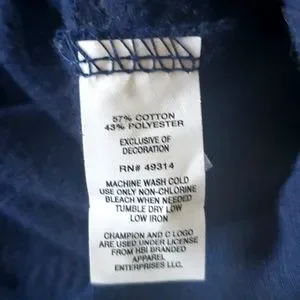 57% COTTON
43% POLYESTER
EXCLUSIVE OF
DECORATION
RN# 49314
MACHINE WASH COLD
USE ONLY NON-CHLORINE
BLEACH WHEN NEEDED
TUMBLE DRY LOW
LOW IRON
CHAMPION AND C LOGO
ARE USED UNDER LICENSE
FROM HBI BRANDED
APPAREL
ENTERPRISES LLC.